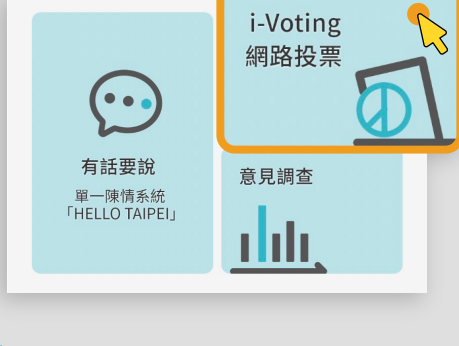 i-Voting
網路投票
有話要說
單一陳情系統
「HELLO TAIPEI」
意見調查